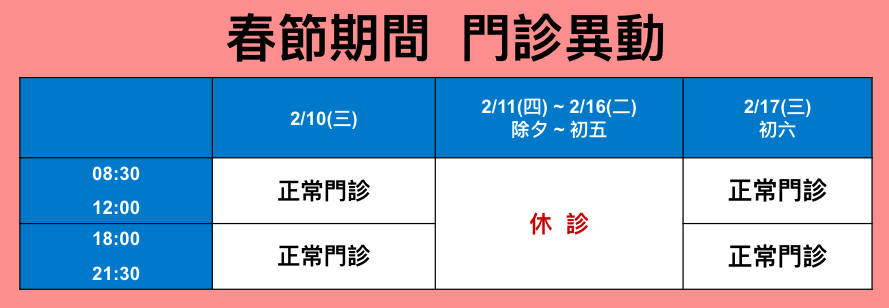 春節期間 門診異動
2/10(三)
2/11(四) ~ 2/16(二)
除夕 ~ 初五
2/17(三)
初六
08:30
12:00
正常門診
休 診
正常門診
18:00
21:30
正常門診
正常門診